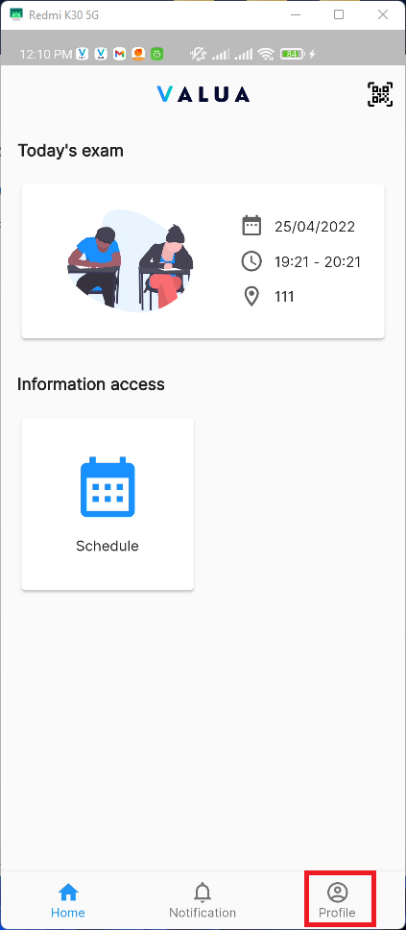 Redmi K30 5G
12:10 PM 84
VALUA
Today's exam
25/04/2022
19:21 - 20:21
111
Information access
Schedule
Home Notification Profile